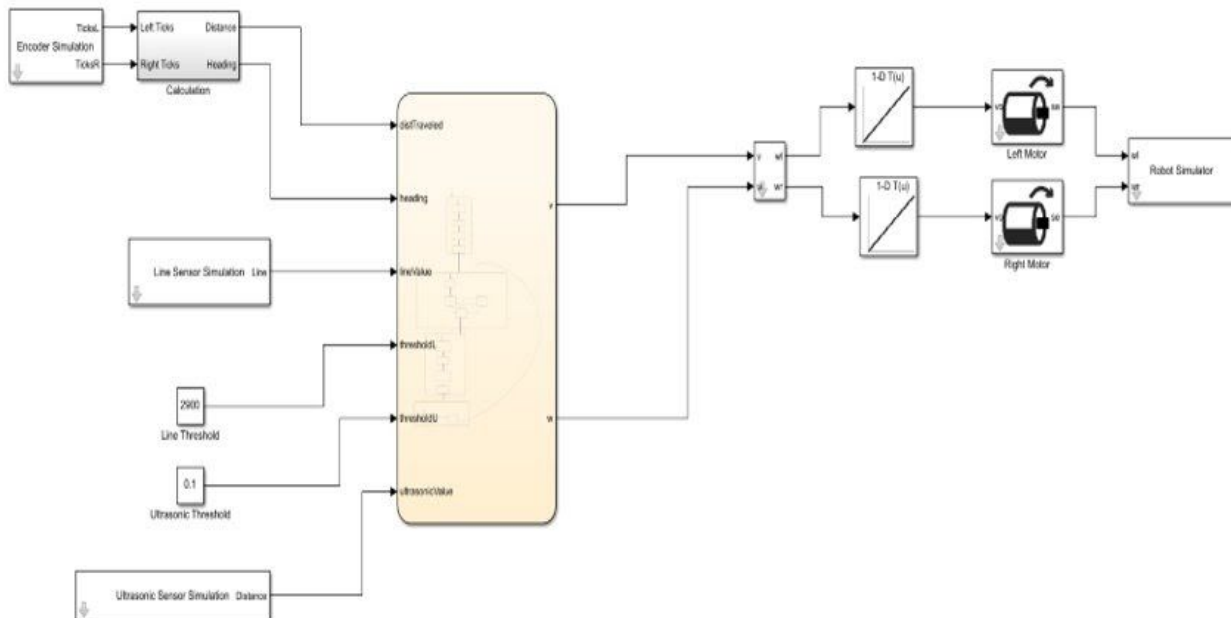 TicksL
Encoder Simulation
TicksR
Left Ticks Distance
Right Ticks Heading
Calculation
distTraveled
heading
lineValue
thresholdL
thresholdU
ultrasonicValue
v
w
Line Sensor Simulation Line
2900
Line Threshold
0.1
Ultrasonic Threshold
Ultrasonic Sensor Simulation Distance
v wl
wr
1-D T(u)
Left Motor
1-D T(u)
Right Motor
wl
Robot Simulator
wr